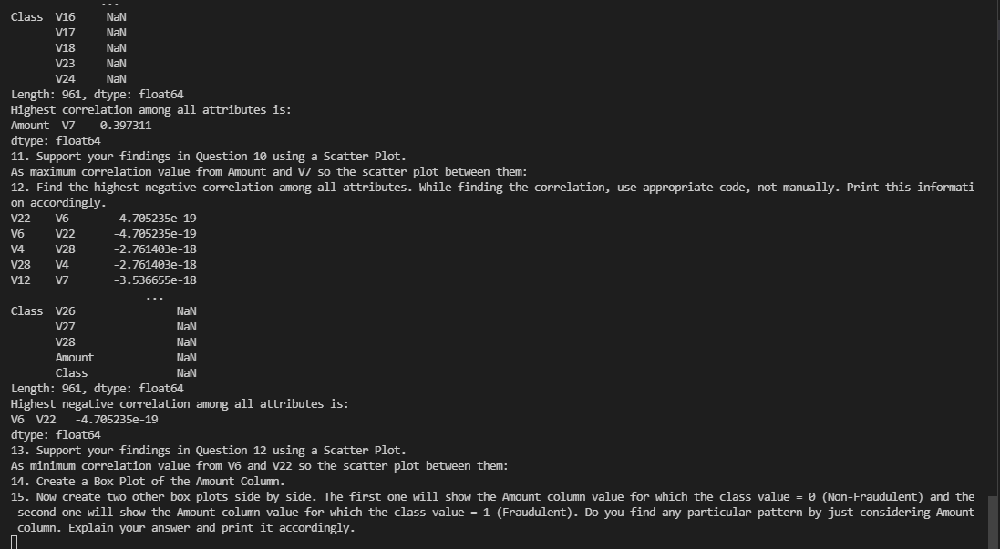 ...
Class  V16     NaN
       V17     NaN
       V18     NaN
       V23     NaN
       V24     NaN
Length: 961, dtype: float64
Highest correlation among all attributes is:
Amount  V7    0.397311
dtype: float64
11. Support your findings in Question 10 using a Scatter Plot.
As maximum correlation value from Amount and V7 so the scatter plot between them:
12. Find the highest negative correlation among all attributes. While finding the correlation, use appropriate code, not manually. Print this informati
on accordingly.
V22    V6       -4.705235e-19
V6     V22      -4.705235e-19
V4     V28      -2.761403e-18
V28    V4       -2.761403e-18
V12    V7       -3.536655e-18
...
Class  V26                NaN
       V27                NaN
       V28                NaN
       Amount             NaN
       Class              NaN
Length: 961, dtype: float64
Highest negative correlation among all attributes is:
V6  V22   -4.705235e-19
dtype: float64
13. Support your findings in Question 12 using a Scatter Plot.
As minimum correlation value from V6 and V22 so the scatter plot between them:
14. Create a Box Plot of the Amount Column.
15. Now create two other box plots side by side. The first one will show the Amount column value for which the class value = 0 (Non-Fraudulent) and the
 second one will show the Amount column value for which the class value = 1 (Fraudulent). Do you find any particular pattern by just considering Amount
 column. Explain your answer and print it accordingly.